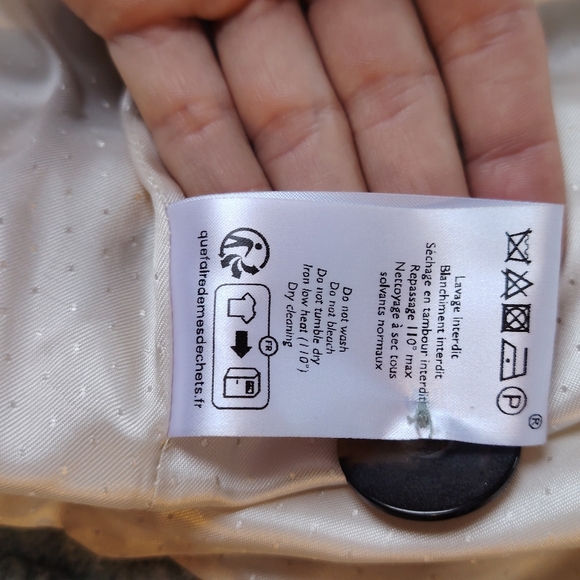 ®
P
Lavage interdit
Blanchiment interdit
Séchage en tambour interdit
Repassage 110° max
Nettoyage à sec tous
solvants normaux
Do not wash
Do not bleach
Do not tumble dry
Iron low heat (110°)
Dry cleaning
FR
quefairedemesdechets.fr